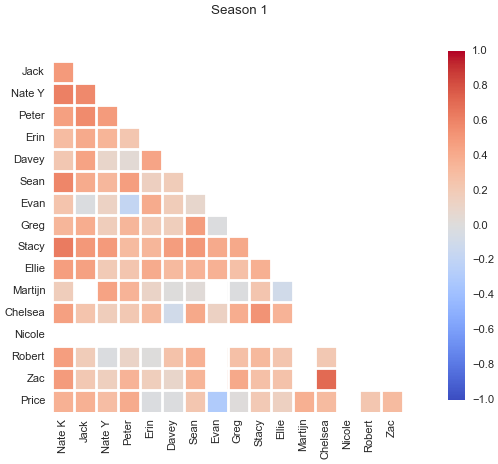 Season 1
Jack
Nate Y
Peter
Erin
Davey
Sean
Evan
Greg
Stacy
Ellie
Martijn
Chelsea
Nicole
Robert
Zac
Price
Nate K
Jack
Nate Y
Peter
Erin
Davey
Sean
Evan
Greg
Stacy
Ellie
Martijn
Chelsea
Nicole
Robert
Zac
1.0
0.8
0.6
0.4
0.2
0.0
−0.2
−0.4
−0.6
−0.8
−1.0